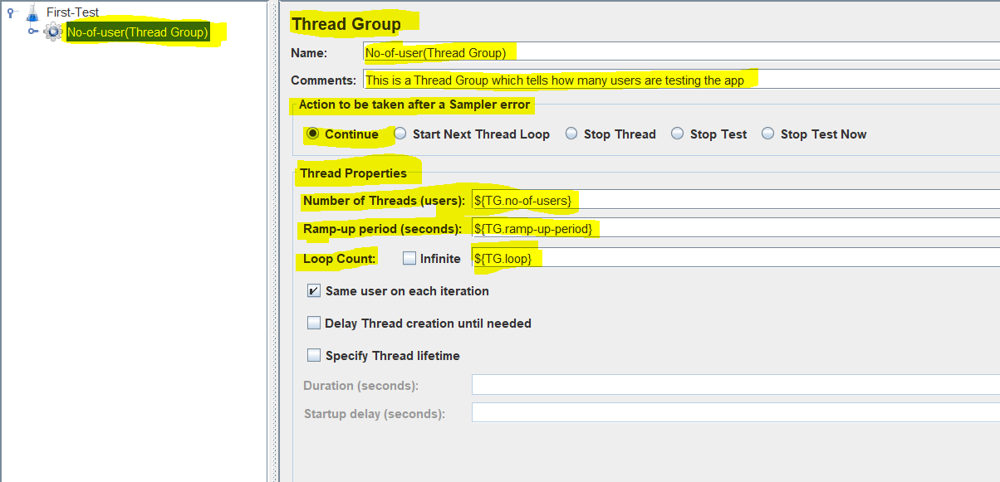 First-Test
No-of-user(Thread Group)
Thread Group
Name: No-of-user(Thread Group)
Comments: This is a Thread Group which tells how many users are testing the app
Action to be taken after a Sampler error
Continue Start Next Thread Loop Stop Thread Stop Test Stop Test Now
Thread Properties
Number of Threads (users): ${TG.no-of-users}
Ramp-up period (seconds): ${TG.ramp-up-period}
Loop Count: Infinite ${TG.loop}
Same user on each iteration
Delay Thread creation until needed
Specify Thread lifetime
Duration (seconds):
Startup delay (seconds):